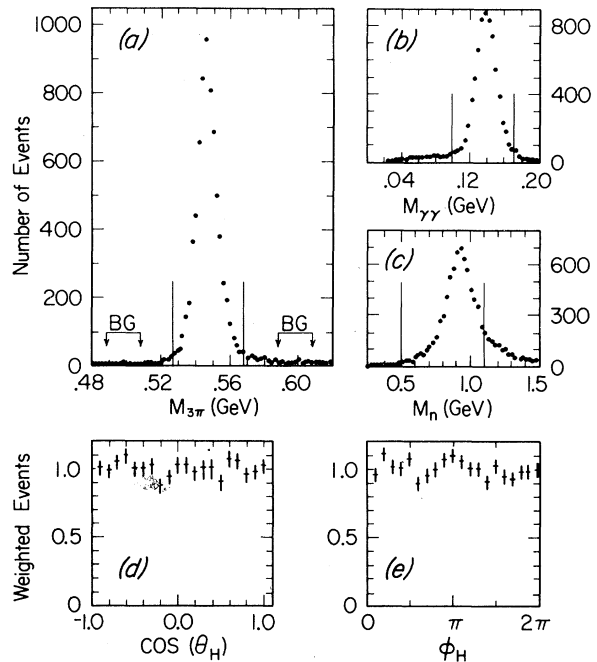 (a)
1000
800
600
400
200
0
Number of Events
BG
BG
.48
.52
.56
.60
M3π (GeV)
(b)
800
400
0
.04
.12
.20
Mγγ (GeV)
(c)
600
300
0
0.5
1.0
1.5
Mn (GeV)
Weighted Events
1.0
0.5
0
(d)
-1.0
0.0
1.0
COS (θH)
1.0
0.5
0
(e)
0
π
2π
ϕH